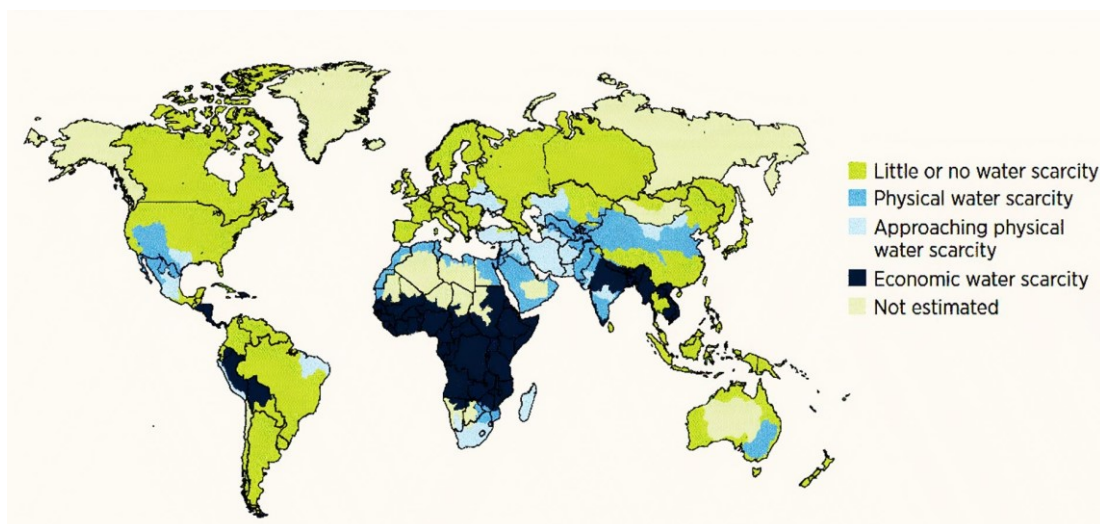 Little or no water scarcity
Physical water scarcity
Approaching physical
water scarcity
Economic water scarcity
Not estimated